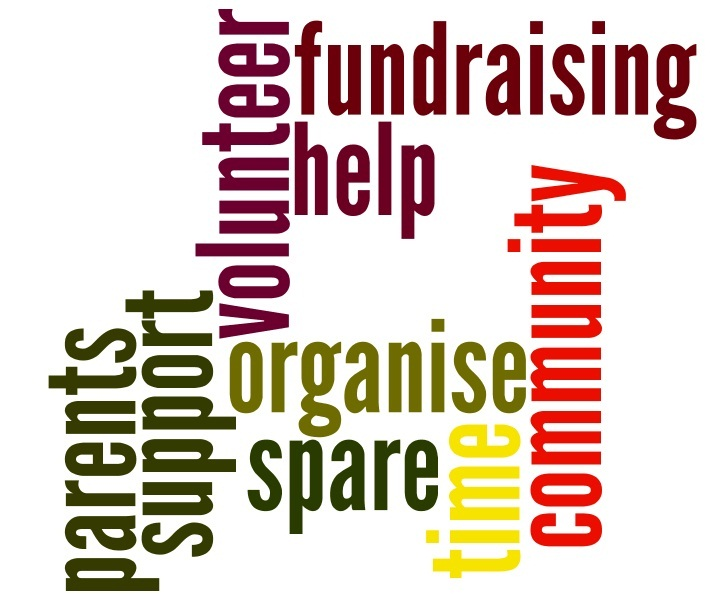 volunteer
fundraising
help
community
parents
support
organise
spare
time